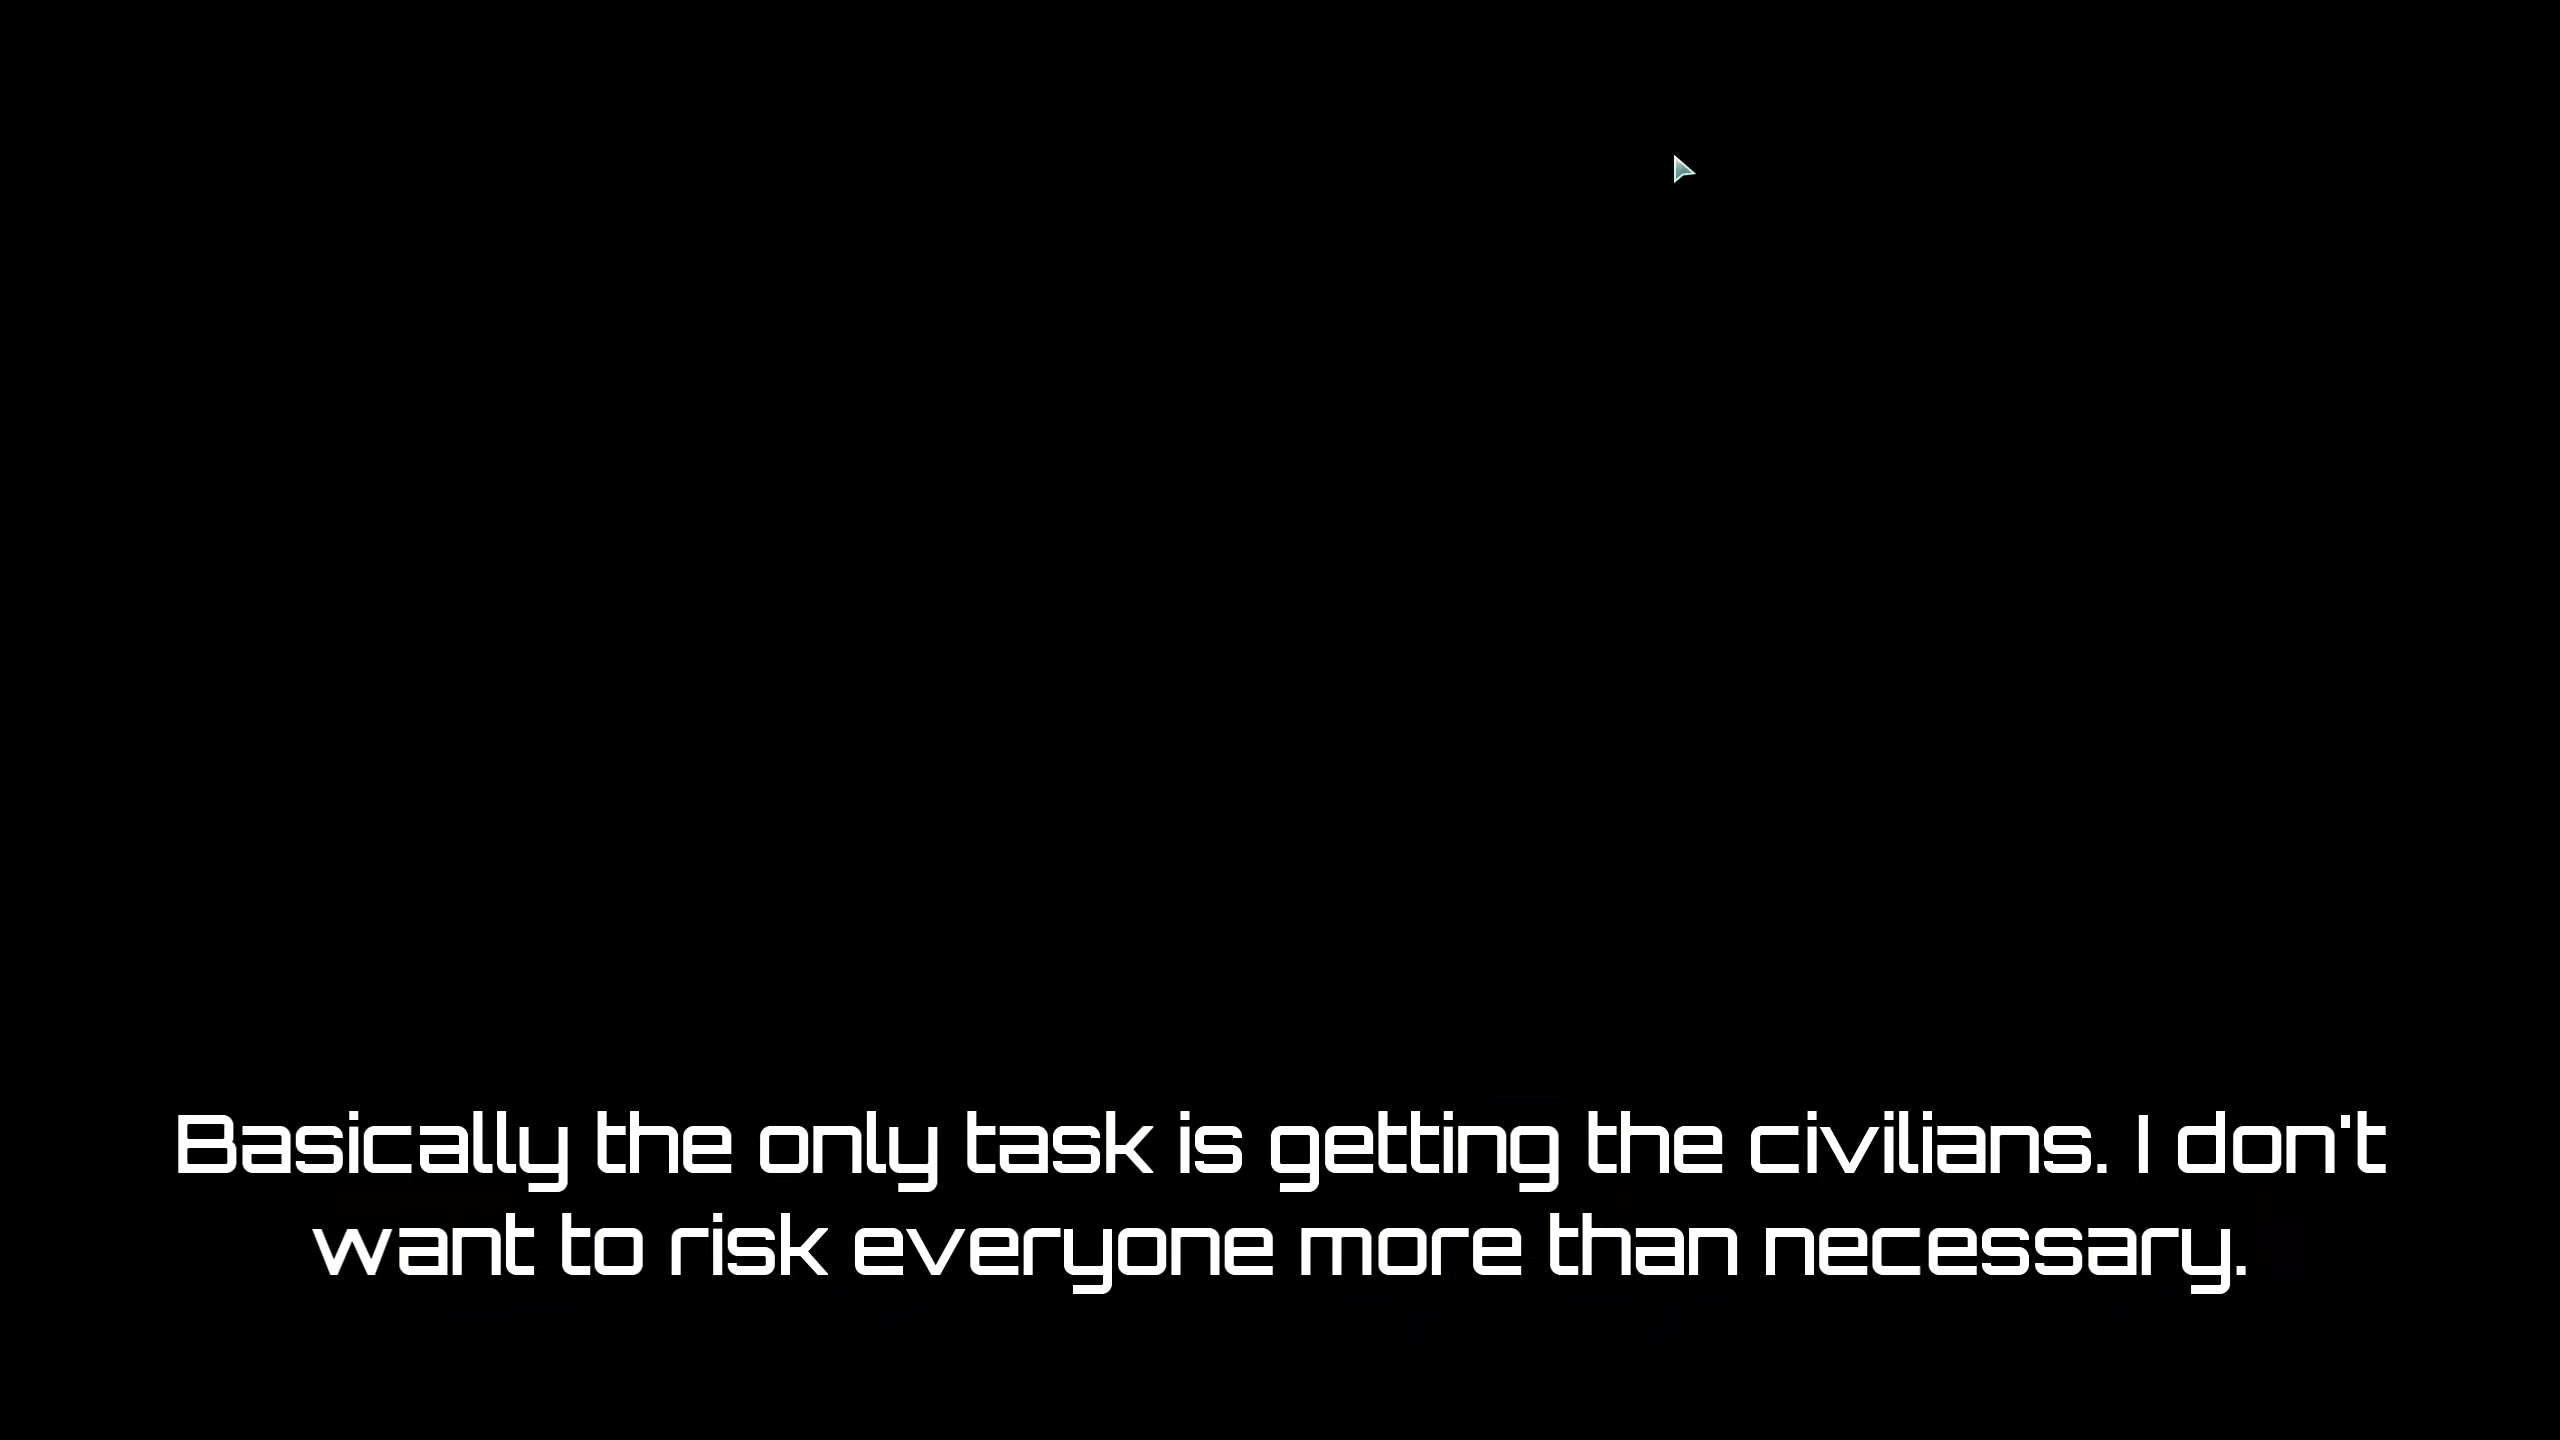 Basically the only task is getting the civilians. I don't
want to risk everyone more than necessary.